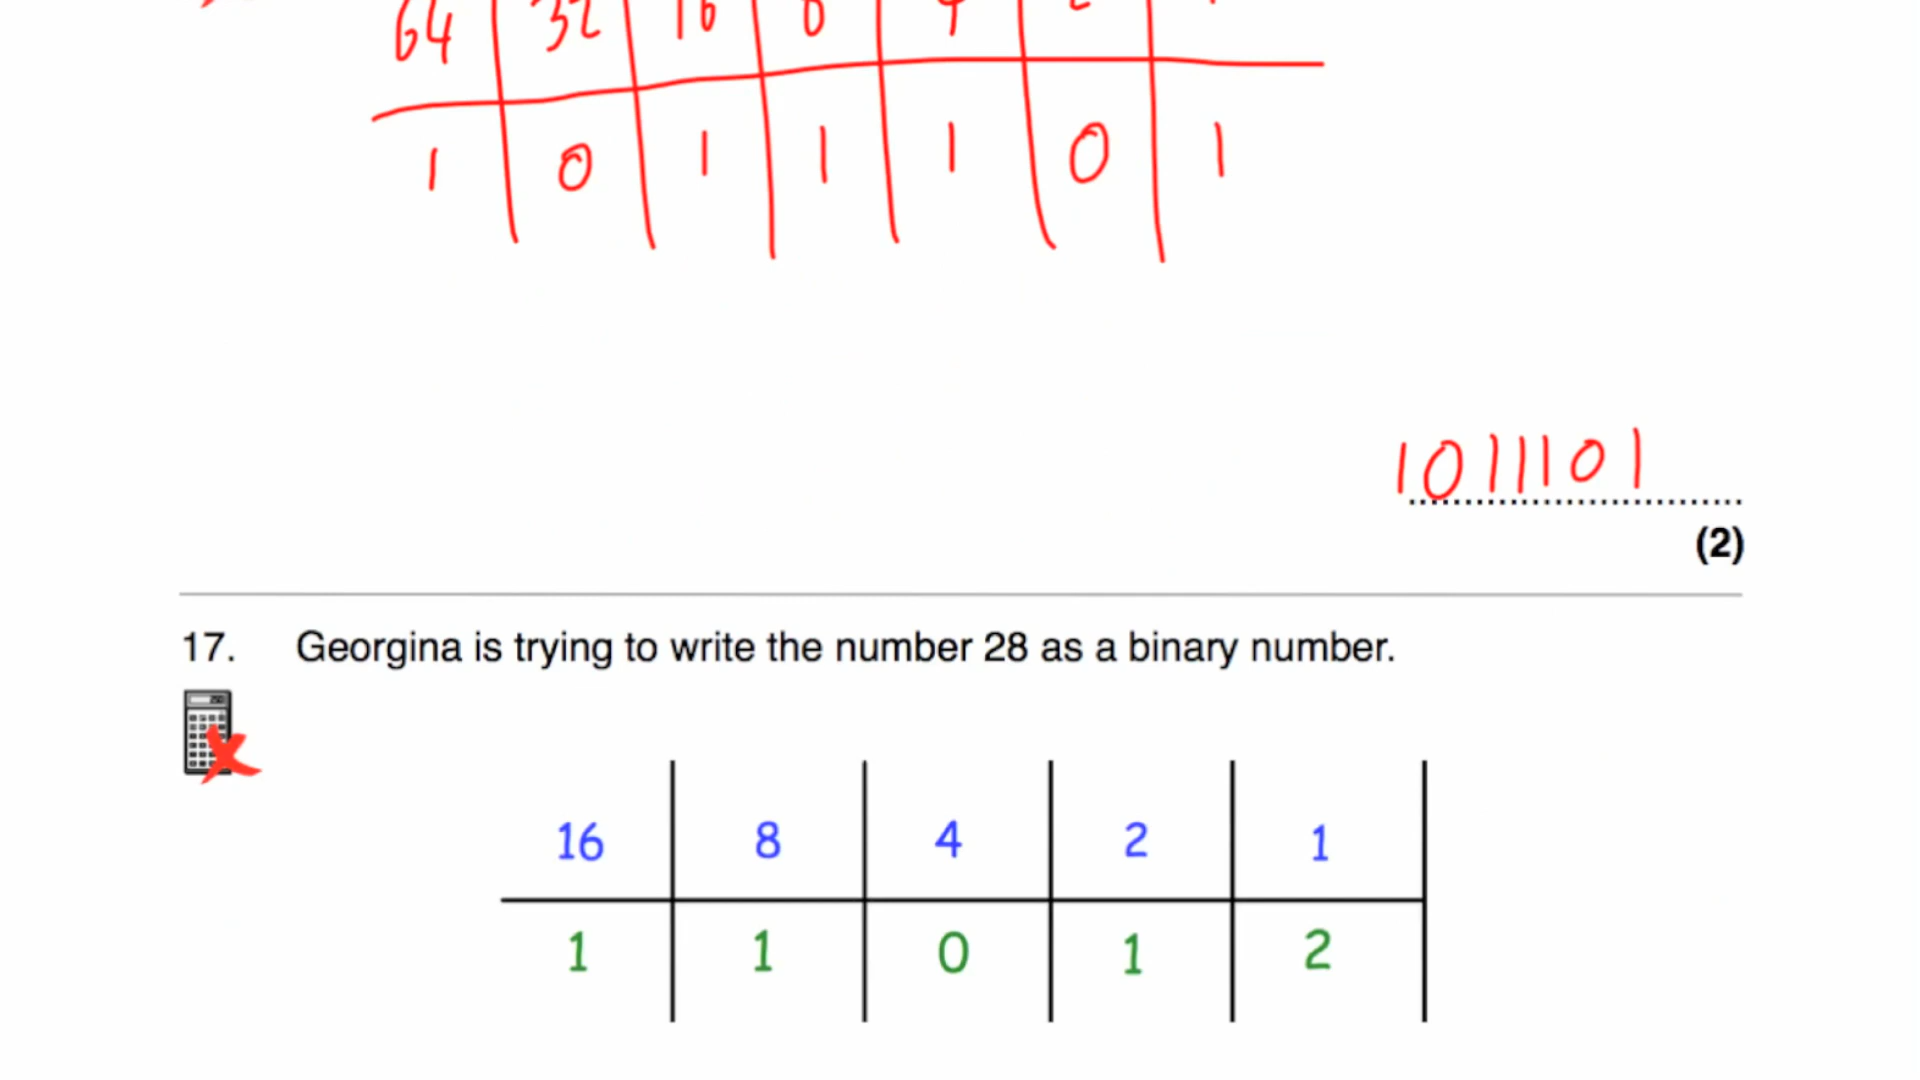 64 32 16 8 4 2
1 0 1 1 1 0 1
1011101
(2)
17. Georgina is trying to write the number 28 as a binary number.
16 8 4 2 1
1 1 0 1 2